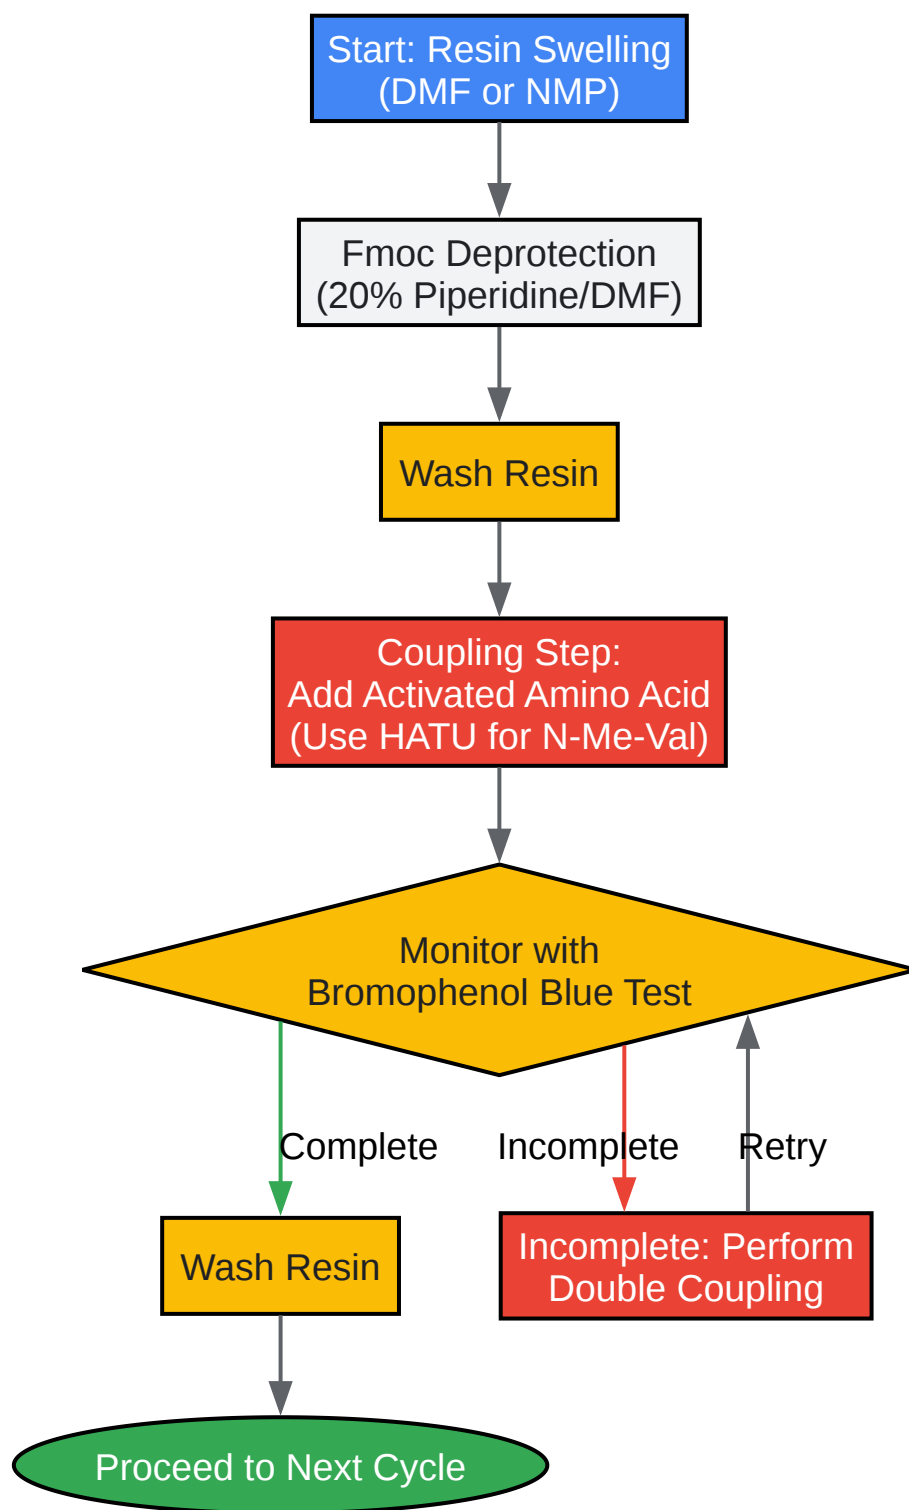 Start: Resin Swelling
(DMF or NMP)
Fmoc Deprotection
(20% Piperidine/DMF)
Wash Resin
Coupling Step:
Add Activated Amino Acid
(Use HATU for N-Me-Val)
Monitor with
Bromophenol Blue Test
Complete
Incomplete
Retry
Wash Resin
Incomplete: Perform
Double Coupling
Proceed to Next Cycle